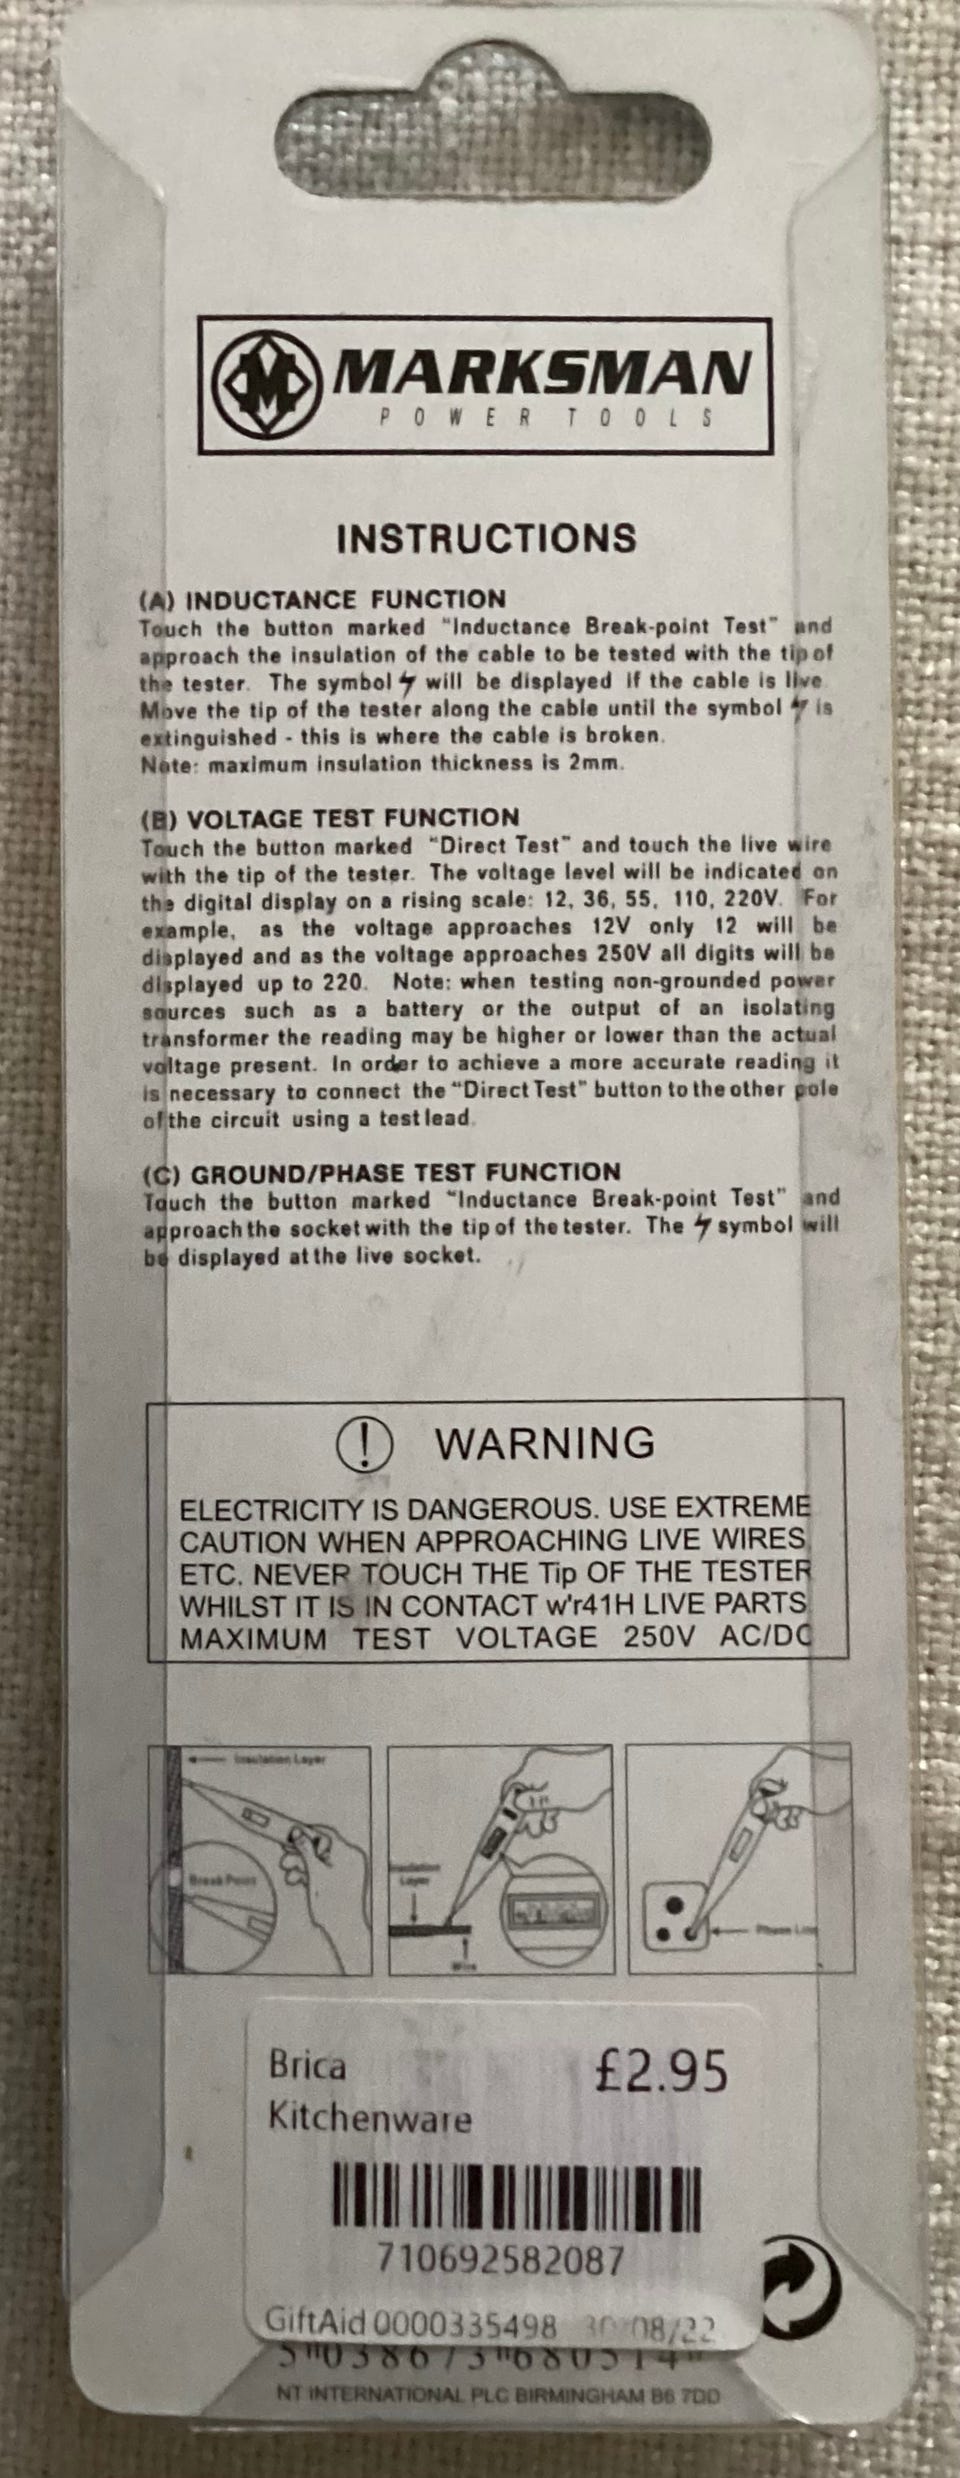 MARKSMAN
POWER TOOLS
INSTRUCTIONS
(A) INDUCTANCE FUNCTION
Touch the button marked "Inductance Break-point Test" and
approach the insulation of the cable to be tested with the tip of
the tester. The symbol will be displayed if the cable is live.
Move the tip of the tester along the cable until the symbol is
extinguished - this is where the cable is broken.
Note: maximum insulation thickness is 2mm.
(B) VOLTAGE TEST FUNCTION
Touch the button marked "Direct Test" and touch the live wire
with the tip of the tester. The voltage level will be indicated on
the digital display on a rising scale: 12, 36, 55, 110, 220V. For
example, as the voltage approaches 12V only 12 will be
displayed and as the voltage approaches 250V all digits will be
displayed up to 220. Note: when testing non-grounded power
sources such as a battery or the output of an isolating
transformer the reading may be higher or lower than the actual
voltage present. In order to achieve a more accurate reading it
is necessary to connect the "Direct Test" button to the other pole
of the circuit using a test lead.
(C) GROUND/PHASE TEST FUNCTION
Touch the button marked "Inductance Break-point Test" and
approach the socket with the tip of the tester. The symbol will
be displayed at the live socket.
! WARNING
ELECTRICITY IS DANGEROUS. USE EXTREME
CAUTION WHEN APPROACHING LIVE WIRES
ETC. NEVER TOUCH THE Tip OF THE TESTER
WHILST IT IS IN CONTACT w'r41H LIVE PARTS
MAXIMUM TEST VOLTAGE 250V AC/DC
Insulation Layer
Break Point
Insulation
Layer
Wire
Phase Line
Brica £2.95
Kitchenware
710692582087
GiftAid 0000335498 30/08/22
5 038673 680514
NT INTERNATIONAL PLC BIRMINGHAM B6 7DD